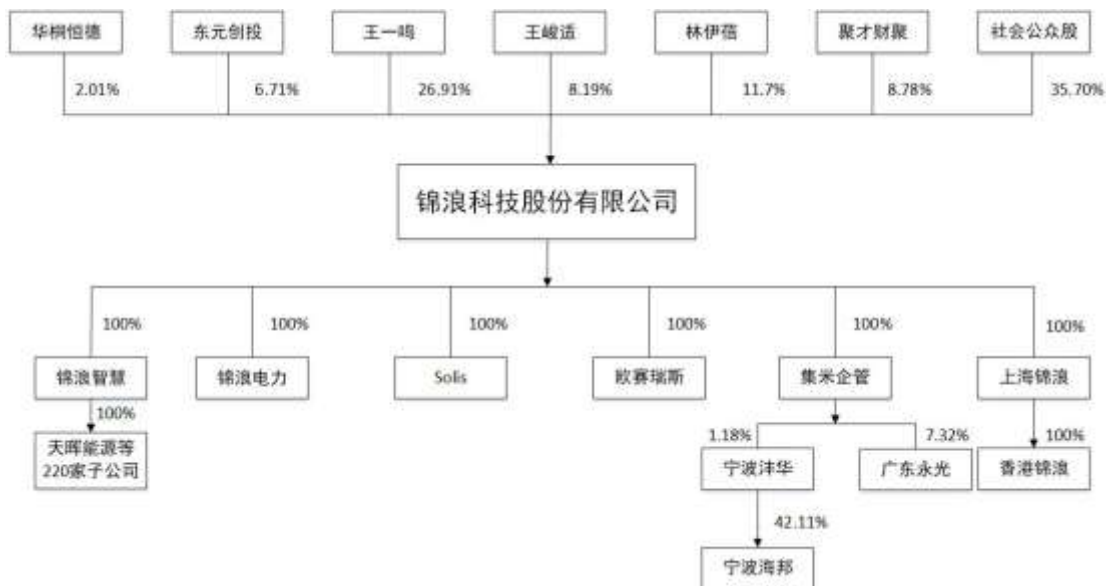 华桐恒德 东元创投 王一鸣 王峻适 林伊蓓 聚才财聚 社会公众股
2.01% 6.71% 26.91% 8.19% 11.7% 8.78% 35.70%
锦浪科技股份有限公司
100% 100% 100% 100% 100% 100%
锦浪智慧 锦浪电力 Solis 欧赛瑞斯 集米企管 上海锦浪
100% 1.18% 7.32% 100%
天晖能源等
220家子公司
宁波沣华 广东永光 香港锦浪
42.11%
宁波海邦